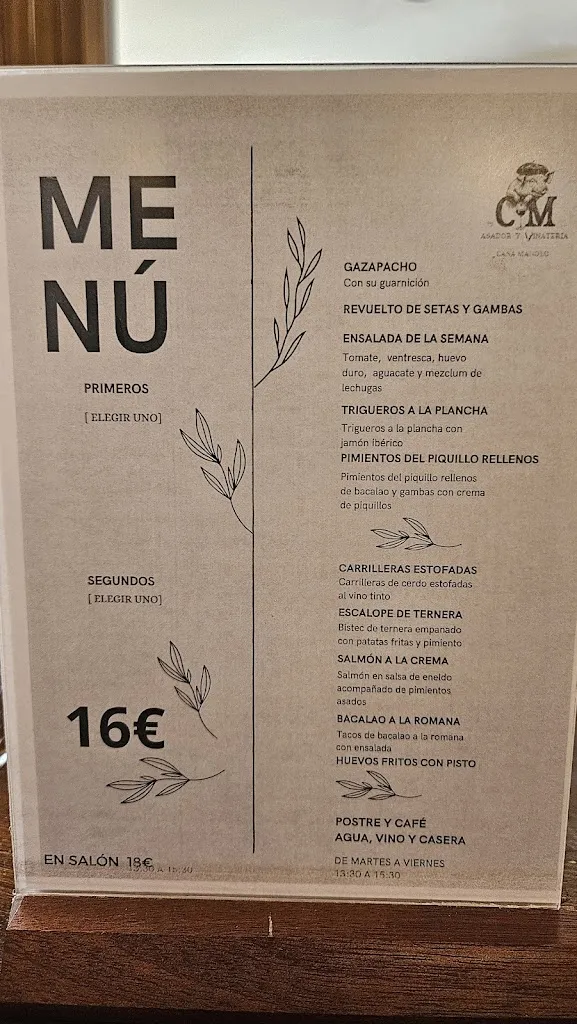 ME
NÚ
PRIMEROS
[ ELEGIR UNO]
SEGUNDOS
[ ELEGIR UNO]
16€
EN SALÓN 18€
13:30 A 15:30
CM
ASADOR Y VINATERIA
CASA MANOLO
GAZAPACHO
Con su guarnición
REVUELTO DE SETAS Y GAMBAS
ENSALADA DE LA SEMANA
Tomate, ventresca, huevo
duro, aguacate y mezclum de
lechugas
TRIGUEROS A LA PLANCHA
Trigueros a la plancha con
jamón ibérico
PIMIENTOS DEL PIQUILLO RELLENOS
Pimientos del piquillo rellenos
de bacalao y gambas con crema
de piquillos
CARRILLERAS ESTOFADAS
Carrilleras de cerdo estofadas
al vino tinto
ESCALOPE DE TERNERA
Bistec de ternera empanado
con patatas fritas y pimiento
SALMÓN A LA CREMA
Salmón en salsa de eneldo
acompañado de pimientos
asados
BACALAO A LA ROMANA
Tacos de bacalao a la romana
con ensalada
HUEVOS FRITOS CON PISTO
POSTRE Y CAFÉ
AGUA, VINO Y CASERA
DE MARTES A VIERNES
13:30 A 15:30